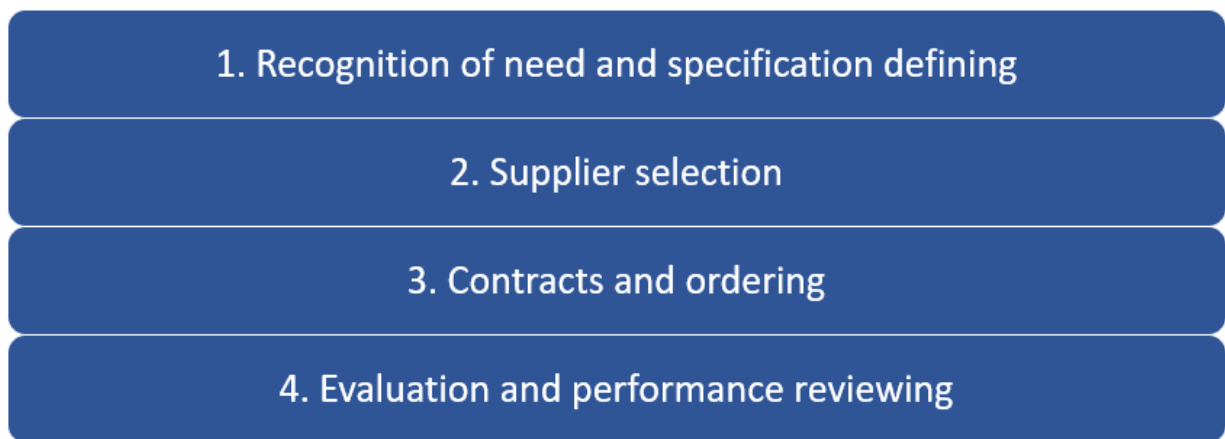 1. Recognition of need and specification defining
2. Supplier selection
3. Contracts and ordering
4. Evaluation and performance reviewing